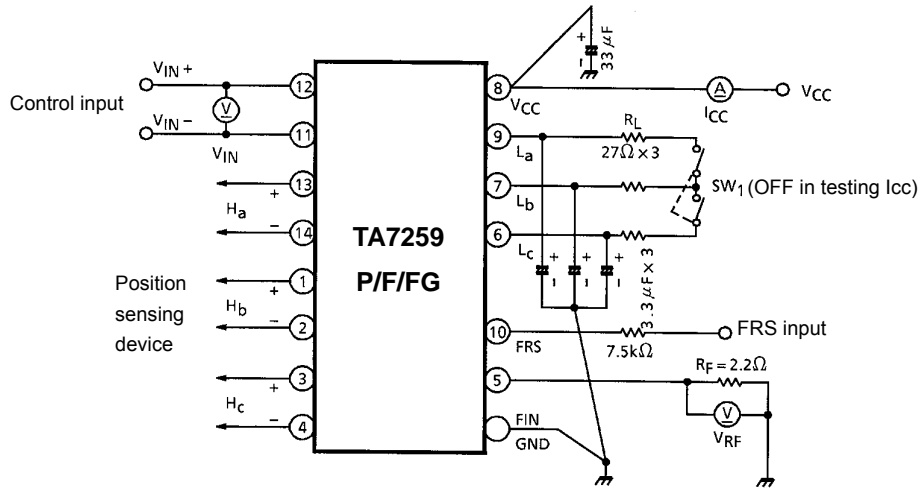 Control input
V_IN+
V_IN−
V
V_IN
12
11
13
14
1
2
3
4
+
H_a
−
+
H_b
−
+
H_c
−
Position
sensing
device
TA7259
P/F/FG
8
V_CC
9
L_a
7
L_b
6
L_c
10
FRS
5
FIN
GND
+
−
33 μF
A
I_CC
V_CC
R_L
27Ω×3
SW_1 (OFF in testing Icc)
+
+
+
−
−
−
3.3 μF×3
7.5kΩ
FRS input
R_F=2.2Ω
V
V_RF